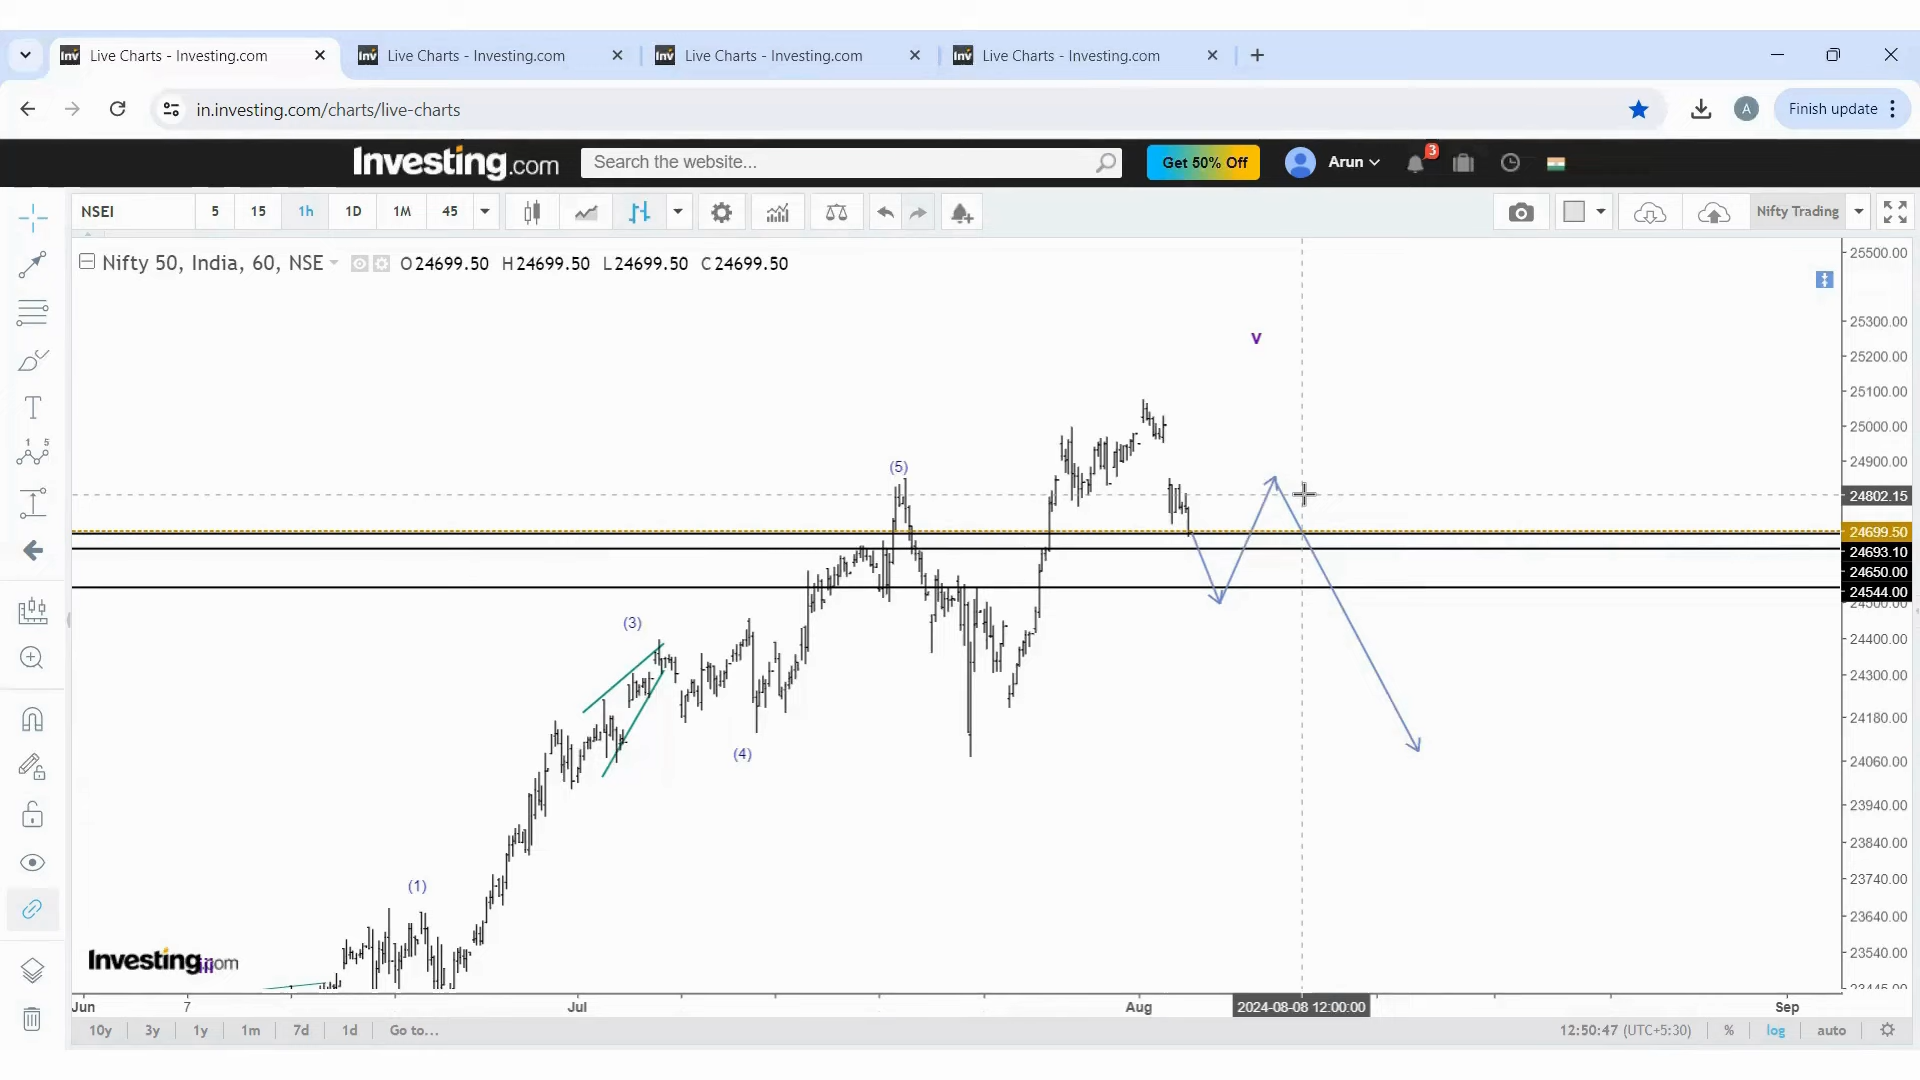 Live Charts - Investing.com
Live Charts - Investing.com
Live Charts - Investing.com
Live Charts - Investing.com
in.investing.com/charts/live-charts
A
Finish update
Investing.com
Search the website...
Get 50% Off
Arun
3
NSEI
5
15
1h
1D
1M
45
Nifty Trading
Nifty 50, India, 60, NSE
O24699.50 H24699.50 L24699.50 C24699.50
25500.00
25300.00
25200.00
25100.00
25000.00
24900.00
24802.15
24699.50
24693.10
24650.00
24544.00
24500.00
24400.00
24300.00
24180.00
24060.00
23940.00
23840.00
23740.00
23640.00
23540.00
23445.00
v
(5)
(3)
(4)
(1)
iii
Investing.com
Jun
7
Jul
Aug
2024-08-08 12:00:00
Sep
10y
3y
1y
1m
7d
1d
Go to...
12:50:47 (UTC+5:30)
%
log
auto